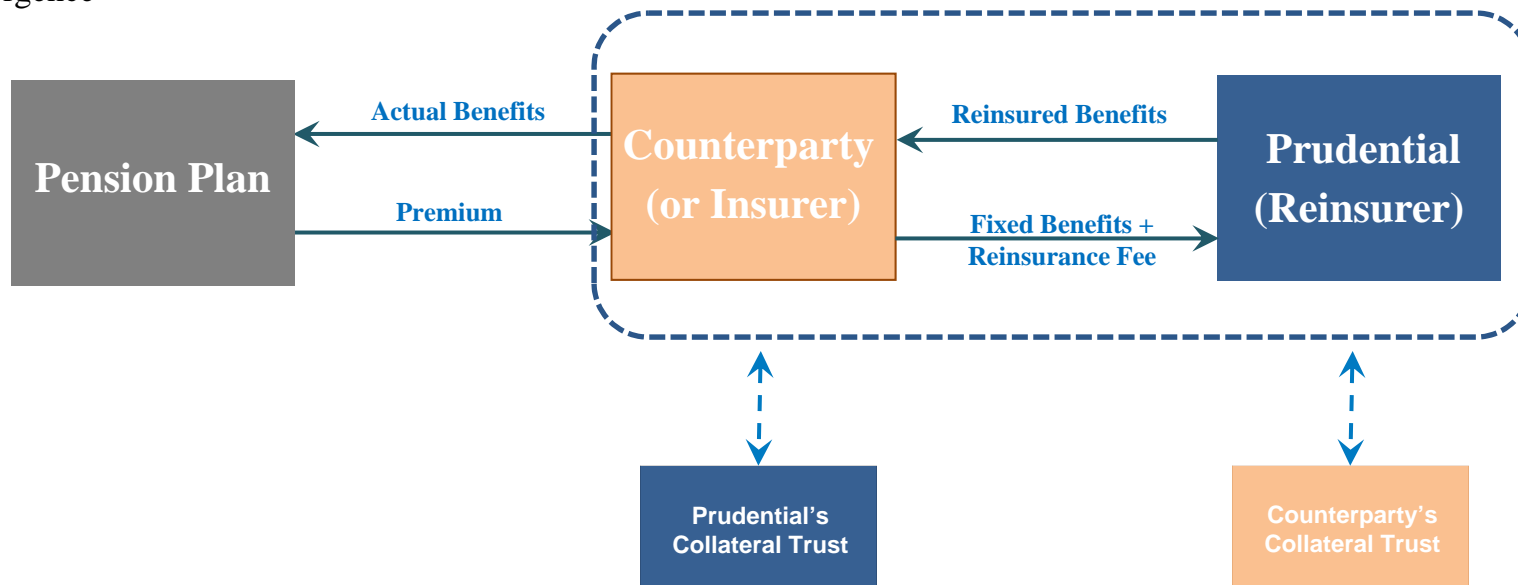 Actual Benefits
Premium
Pension Plan
Counterparty
(or Insurer)
Reinsured Benefits
Fixed Benefits +
Reinsurance Fee
Prudential
(Reinsurer)
Prudential’s
Collateral Trust
Counterparty’s
Collateral Trust